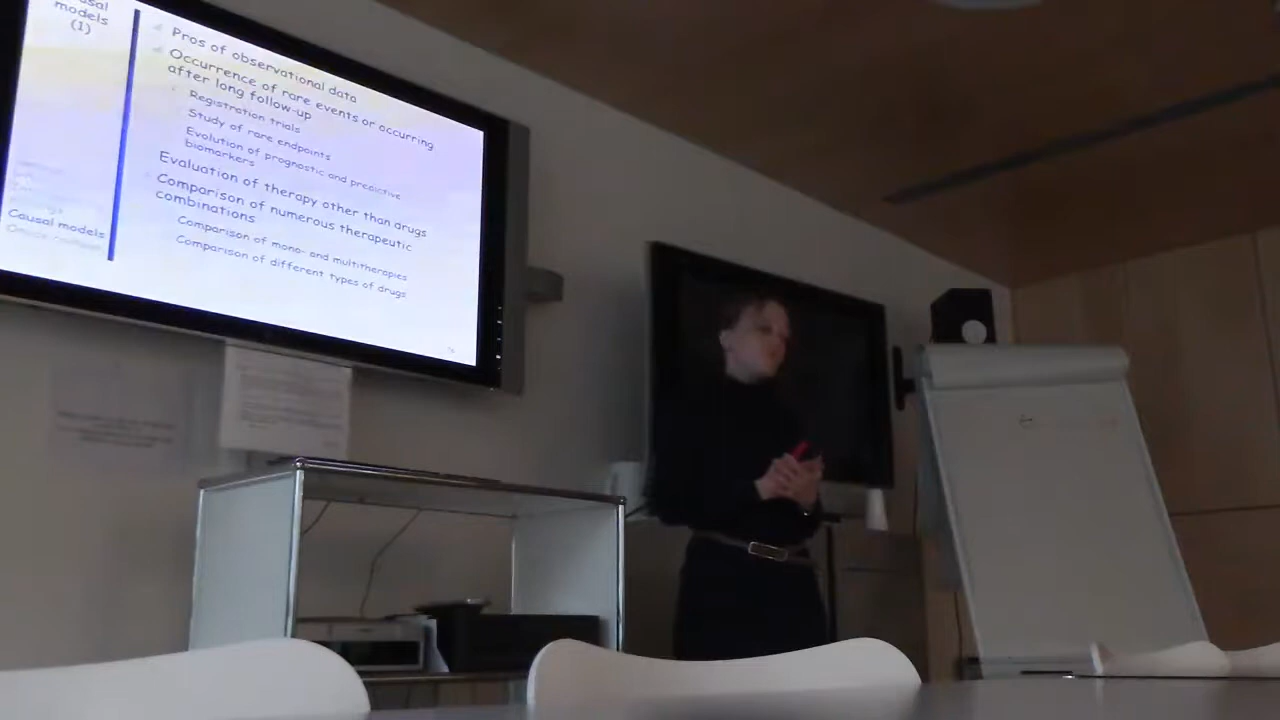 models
(1)
Pros of observational data
Occurrence of rare events or occurring
after long follow-up
Registration trials
Study of rare endpoints
Evolution of prognostic and predictive
biomarkers
Evaluation of therapy other than drugs
Comparison of numerous therapeutic
combinations
Comparison of mono- and multitherapies
Comparison of different types of drugs
Causal models